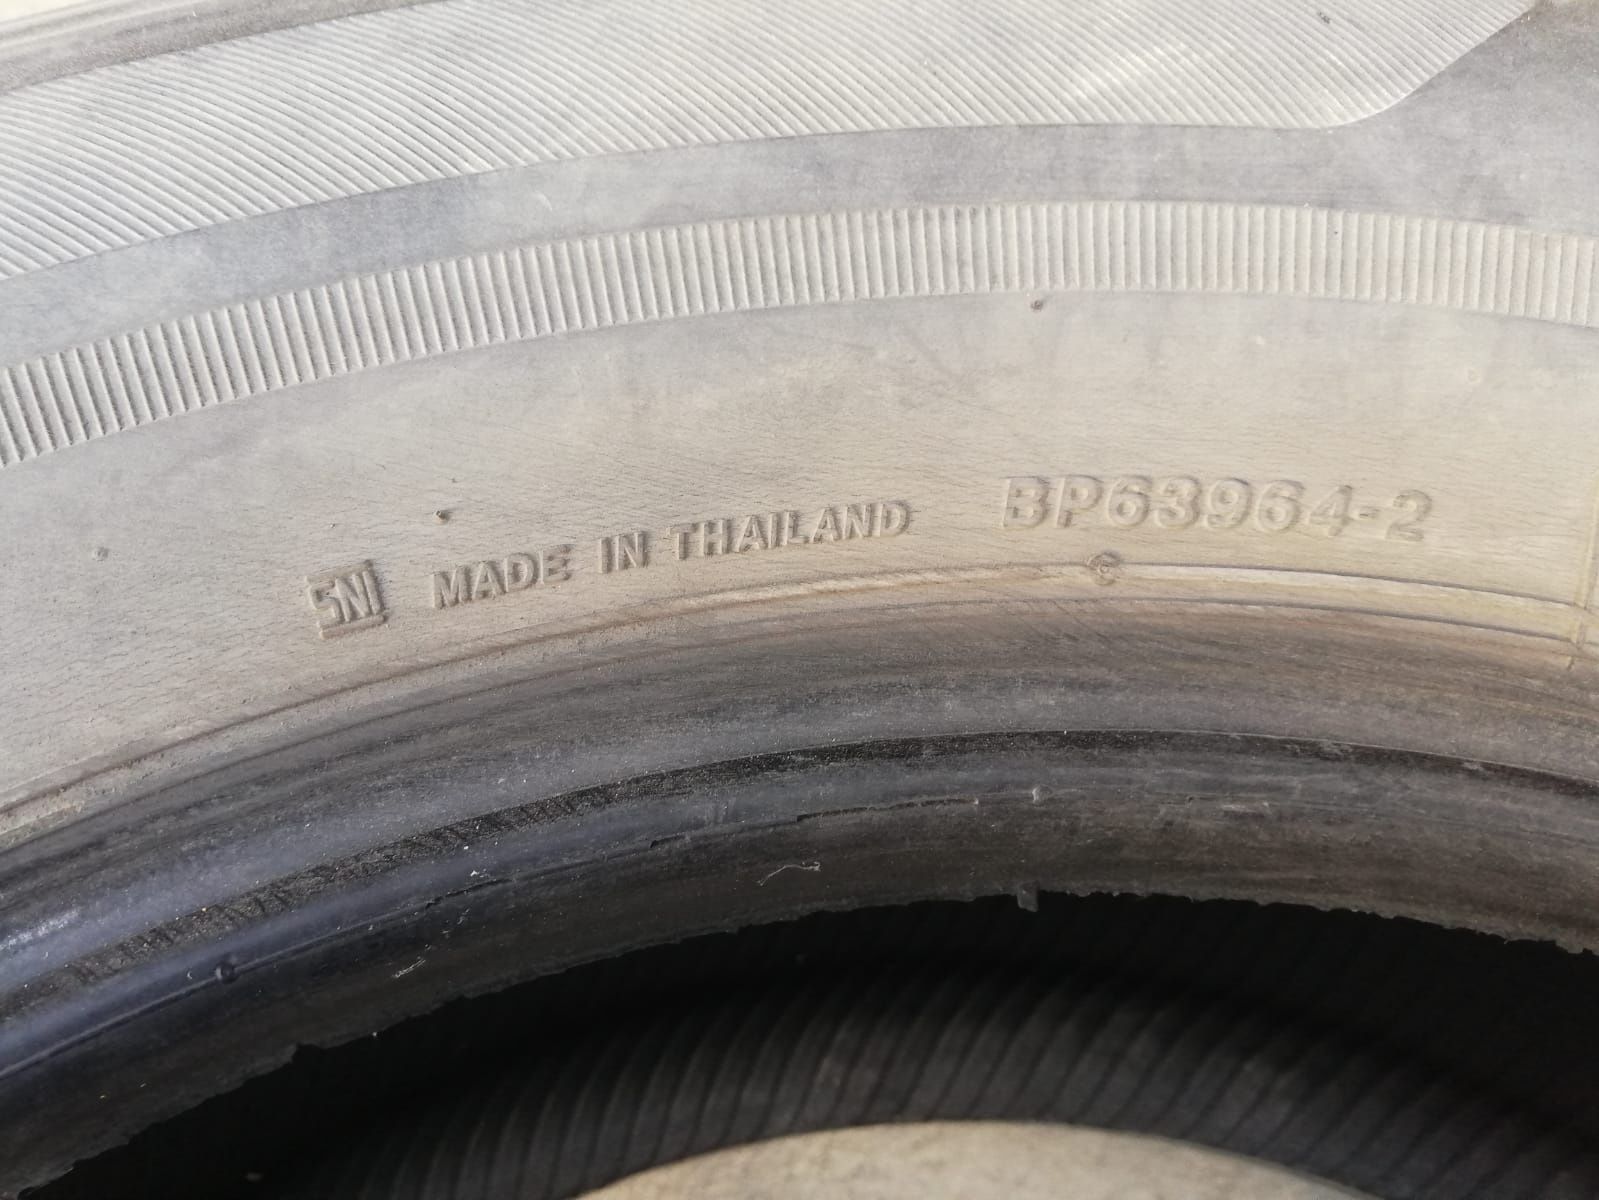 SNI MADE IN THAILAND BP63964-2